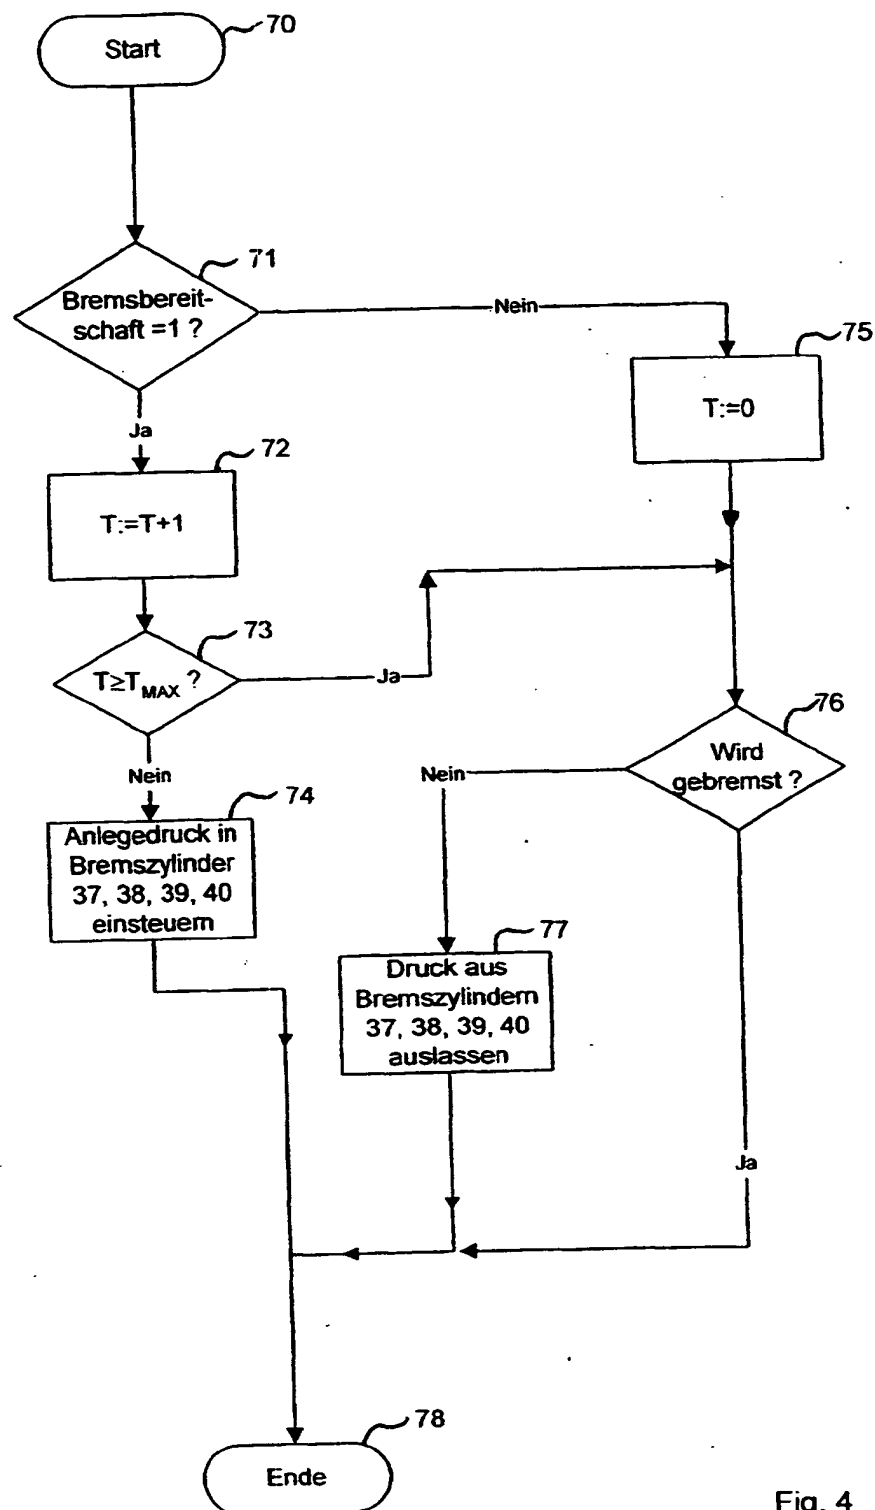 70
Start
71
Bremsbereit-
schaft =1 ?
Nein
75
T:=0
Ja
72
T:=T+1
73
T≥T_MAX ?
Ja
76
Wird
gebremst ?
Nein
Nein
74
Anlegedruck in
Bremszylinder
37, 38, 39, 40
einsteuern
77
Druck aus
Bremszylindern
37, 38, 39, 40
auslassen
Ja
78
Ende
Fig. 4